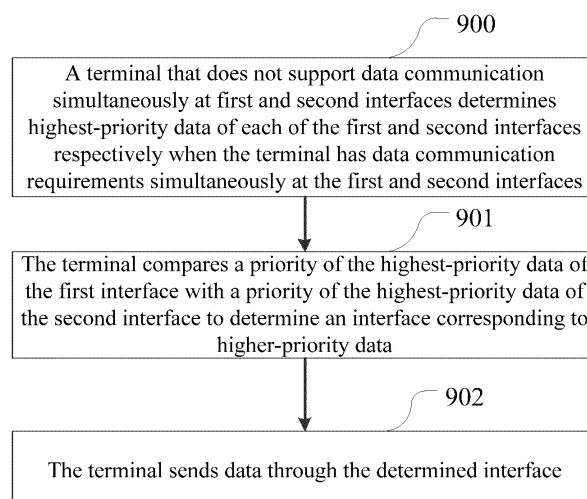 900
A terminal that does not support data communication
simultaneously at first and second interfaces determines
highest-priority data of each of the first and second interfaces
respectively when the terminal has data communication
requirements simultaneously at the first and second interfaces
901
The terminal compares a priority of the highest-priority data of
the first interface with a priority of the highest-priority data of
the second interface to determine an interface corresponding to
higher-priority data
902
The terminal sends data through the determined interface